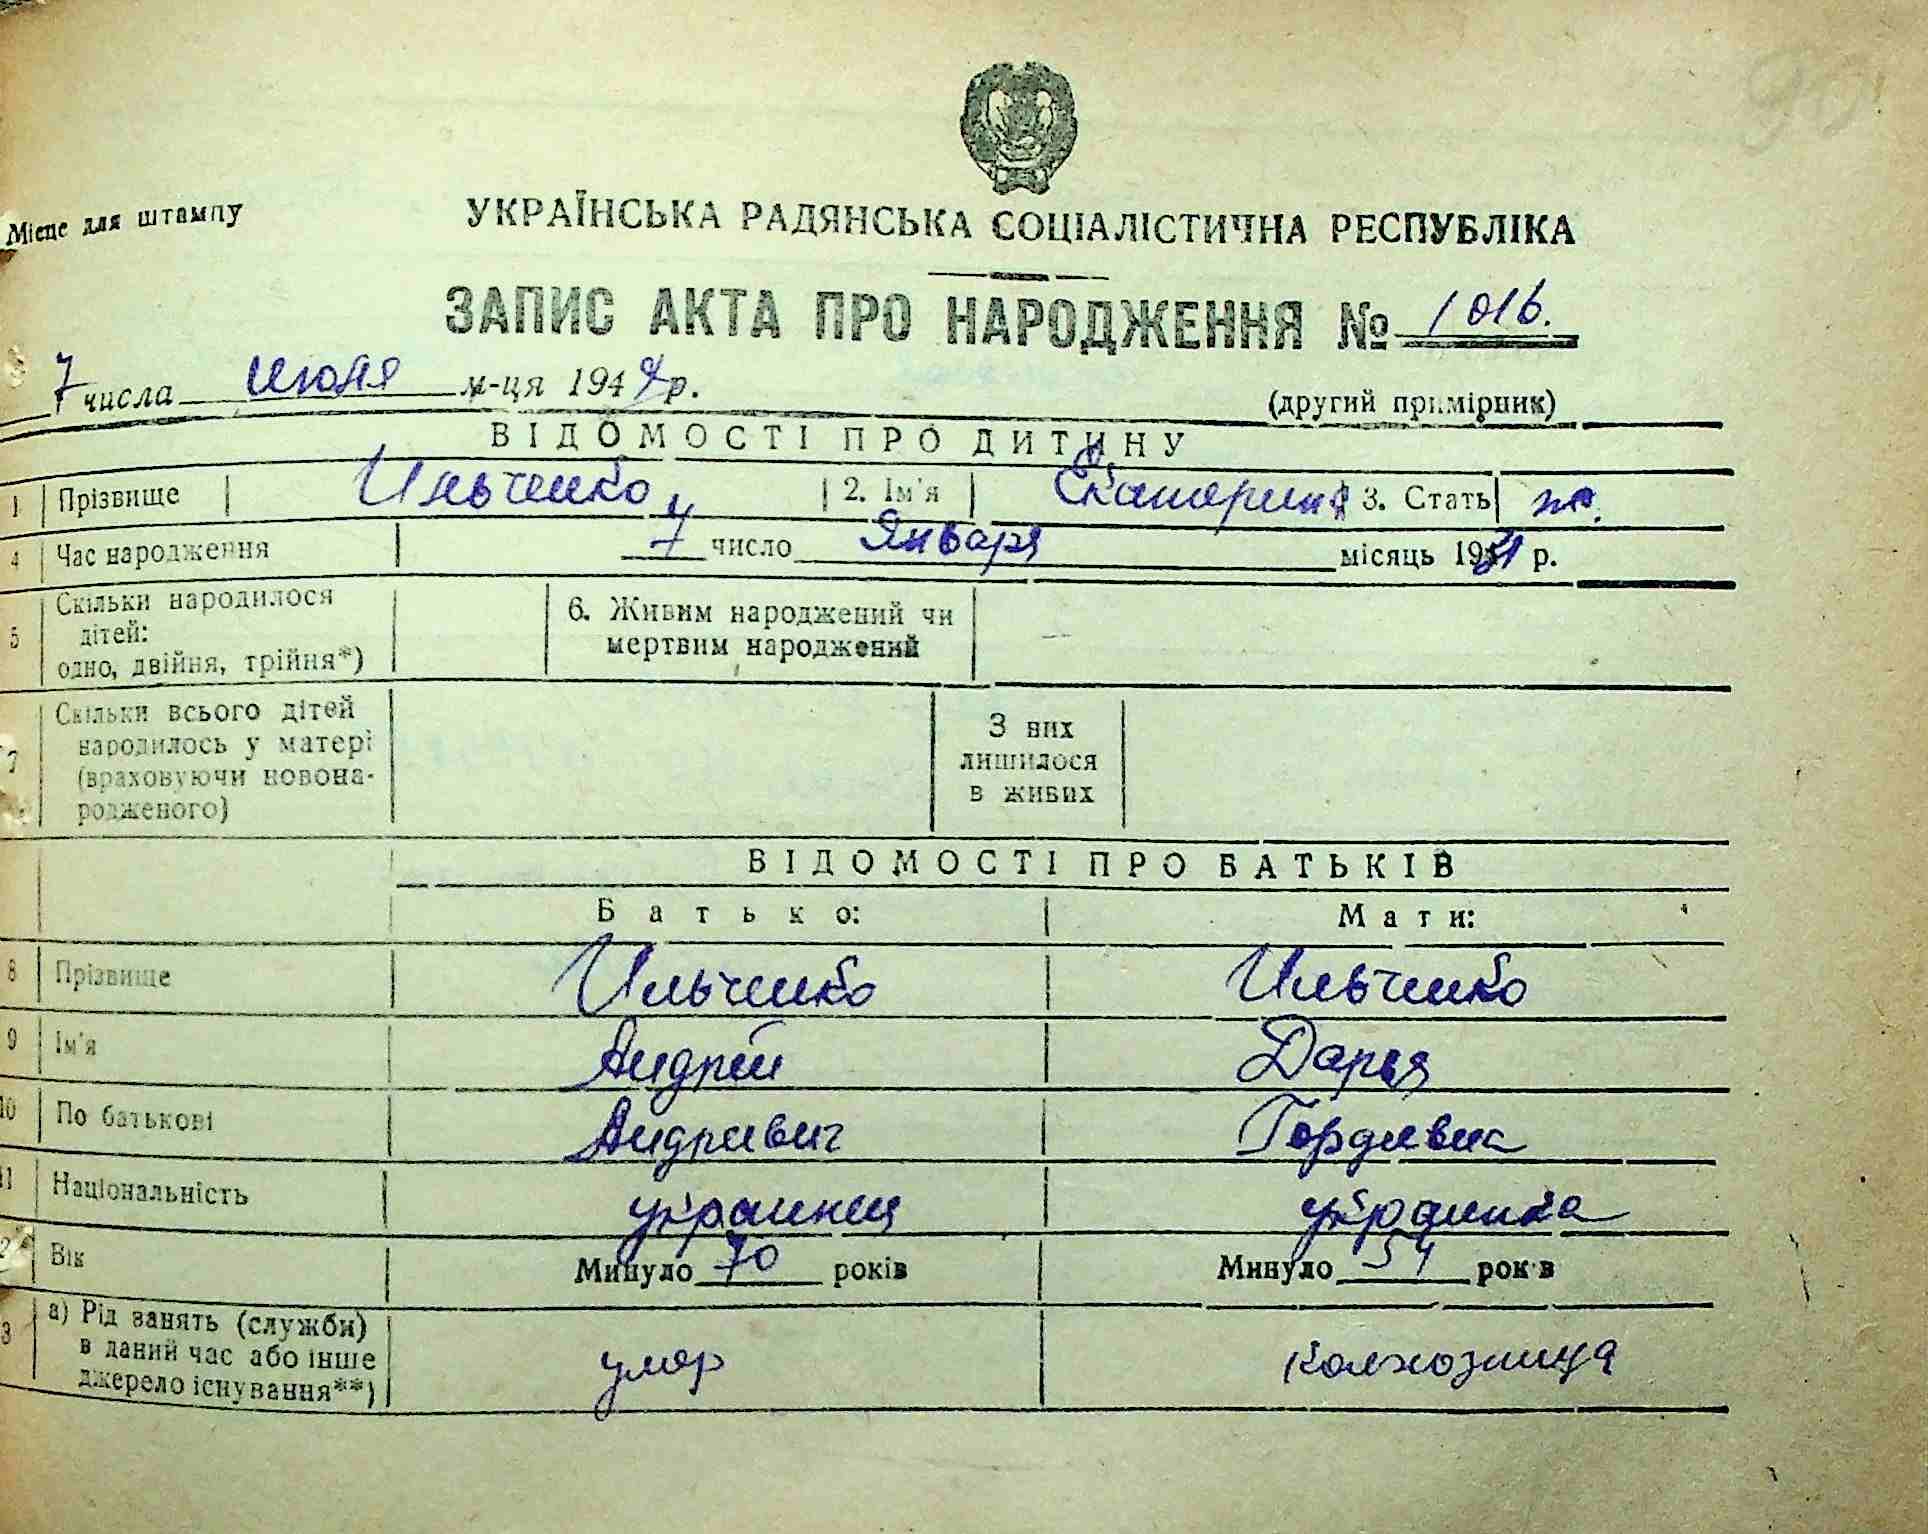 90
Місце для штампу
УКРАЇНСЬКА РАДЯНСЬКА СОЦІАЛІСТИЧНА РЕСПУБЛІКА
ЗАПИС АКТА ПРО НАРОДЖЕННЯ № 1016.
7 числа июня м-ця 194 р.
(другий примірник)
ВІДОМОСТІ ПРО ДИТИНУ
1 Прізвище Ильченко 2. Ім'я Екатерина 3. Стать ж.
4 Час народження 7 число Января місяць 1931 р.
5 Скільки народилося дітей: одно, двійня, трійня*) 6. Живим народжений чи мертвим народжений
7 Скільки всього дітей народилось у матері (враховуючи новонародженого) З них лишилося в живих
ВІДОМОСТІ ПРО БАТЬКІВ
Батько: Мати:
8 Прізвище Ильченко Ильченко
9 Ім'я Андрей Дарья
10 По батькові Андреевич Гордеевна
11 Національність украинец украинка
12 Вік Минуло 70 років Минуло 54 років
13 а) Рід занять (служби) в даний час або інше джерело існування**) умер колхозница